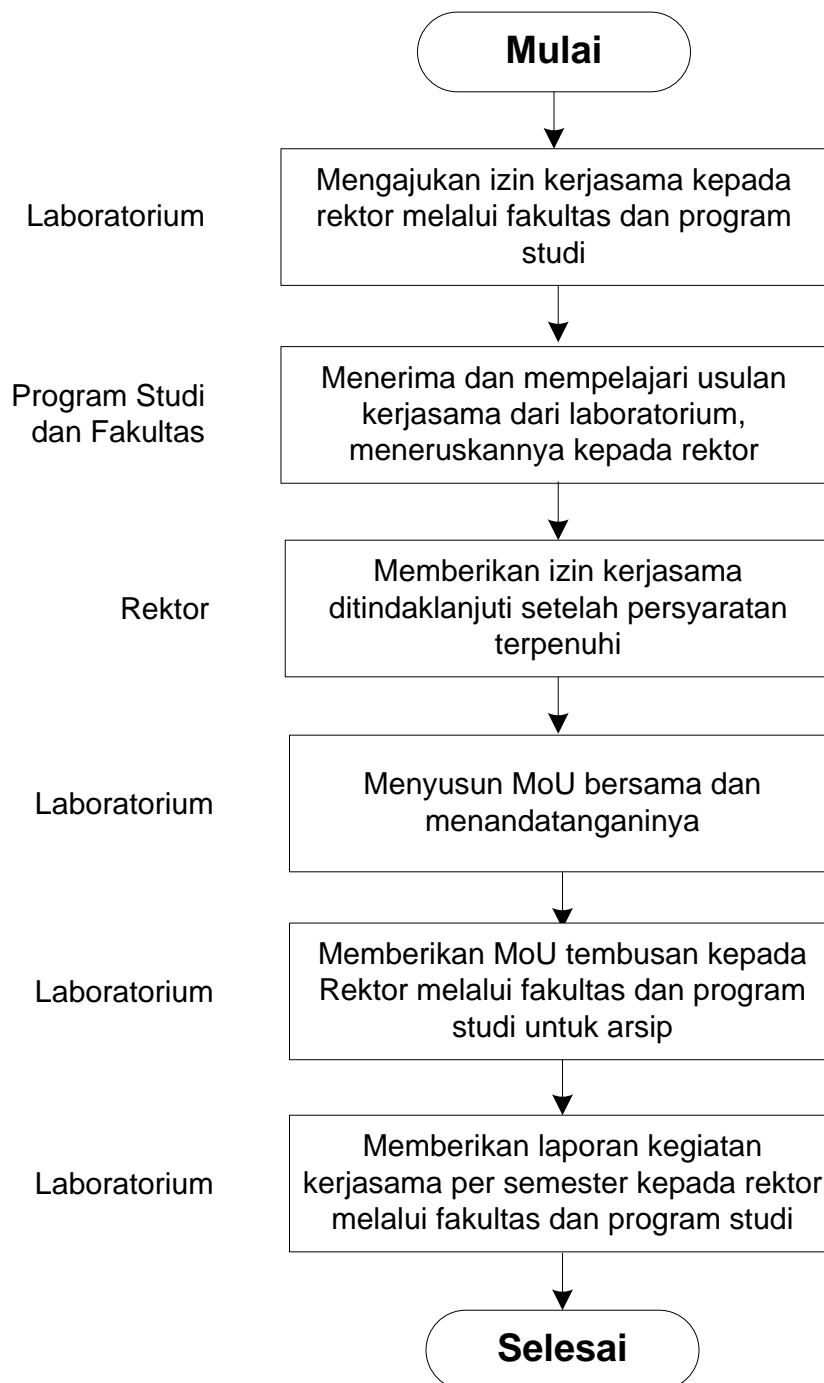 Mulai
Laboratorium
Mengajukan izin kerjasama kepada
rektor melalui fakultas dan program
studi
Program Studi
dan Fakultas
Menerima dan mempelajari usulan
kerjasama dari laboratorium,
meneruskannya kepada rektor
Rektor
Memberikan izin kerjasama
ditindaklanjuti setelah persyaratan
terpenuhi
Laboratorium
Menyusun MoU bersama dan
menandatanganinya
Laboratorium
Memberikan MoU tembusan kepada
Rektor melalui fakultas dan program
studi untuk arsip
Laboratorium
Memberikan laporan kegiatan
kerjasama per semester kepada rektor
melalui fakultas dan program studi
Selesai